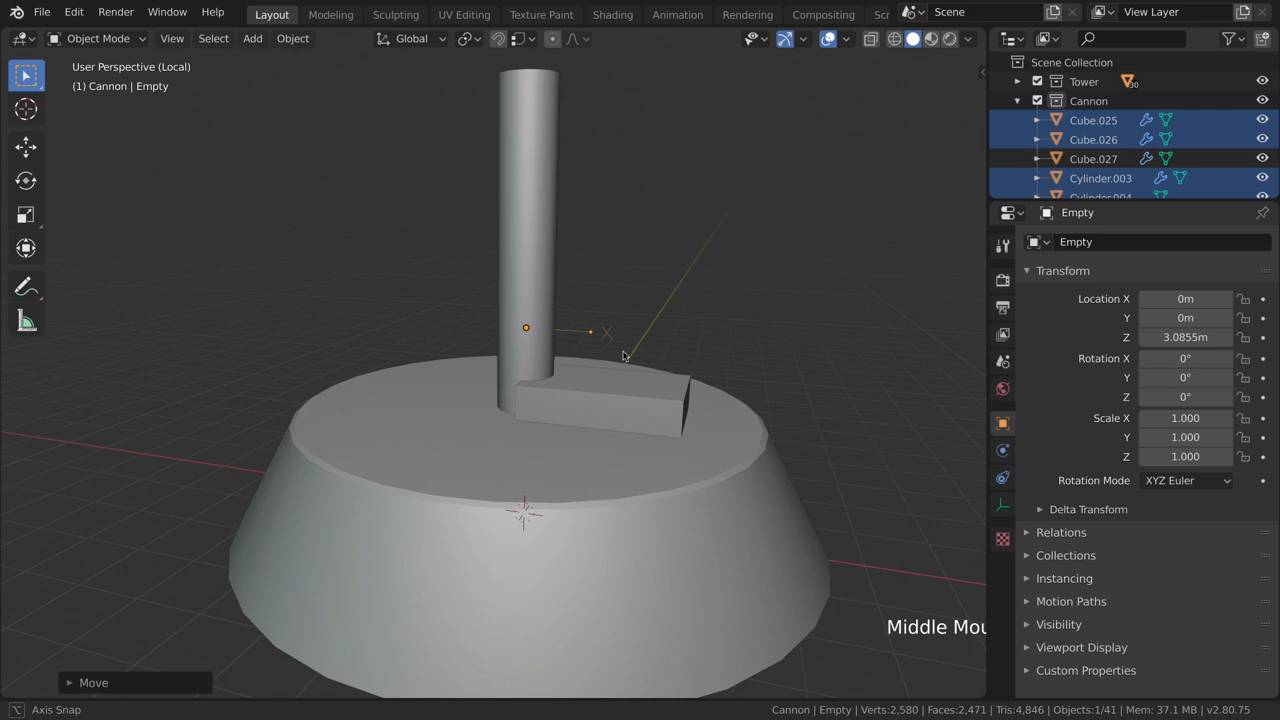 File Edit Render Window Help
Layout Modeling Sculpting UV Editing Texture Paint Shading Animation Rendering Compositing Scr
Scene View Layer
Object Mode View Select Add Object Global
User Perspective (Local)
(1) Cannon | Empty
Scene Collection
Tower 30
Cannon
Cube.025
Cube.026
Cube.027
Cylinder.003
Cylinder.004
Empty
Empty
Transform
Location X 0m
Y 0m
Z 3.0855m
Rotation X 0°
Y 0°
Z 0°
Scale X 1.000
Y 1.000
Z 1.000
Rotation Mode XYZ Euler
Delta Transform
Relations
Collections
Instancing
Motion Paths
Visibility
Viewport Display
Custom Properties
Middle Mou
Move
Axis Snap
Cannon | Empty | Verts:2,580 | Faces:2,471 | Tris:4,846 | Objects:1/41 | Mem: 37.1 MB | v2.80.75